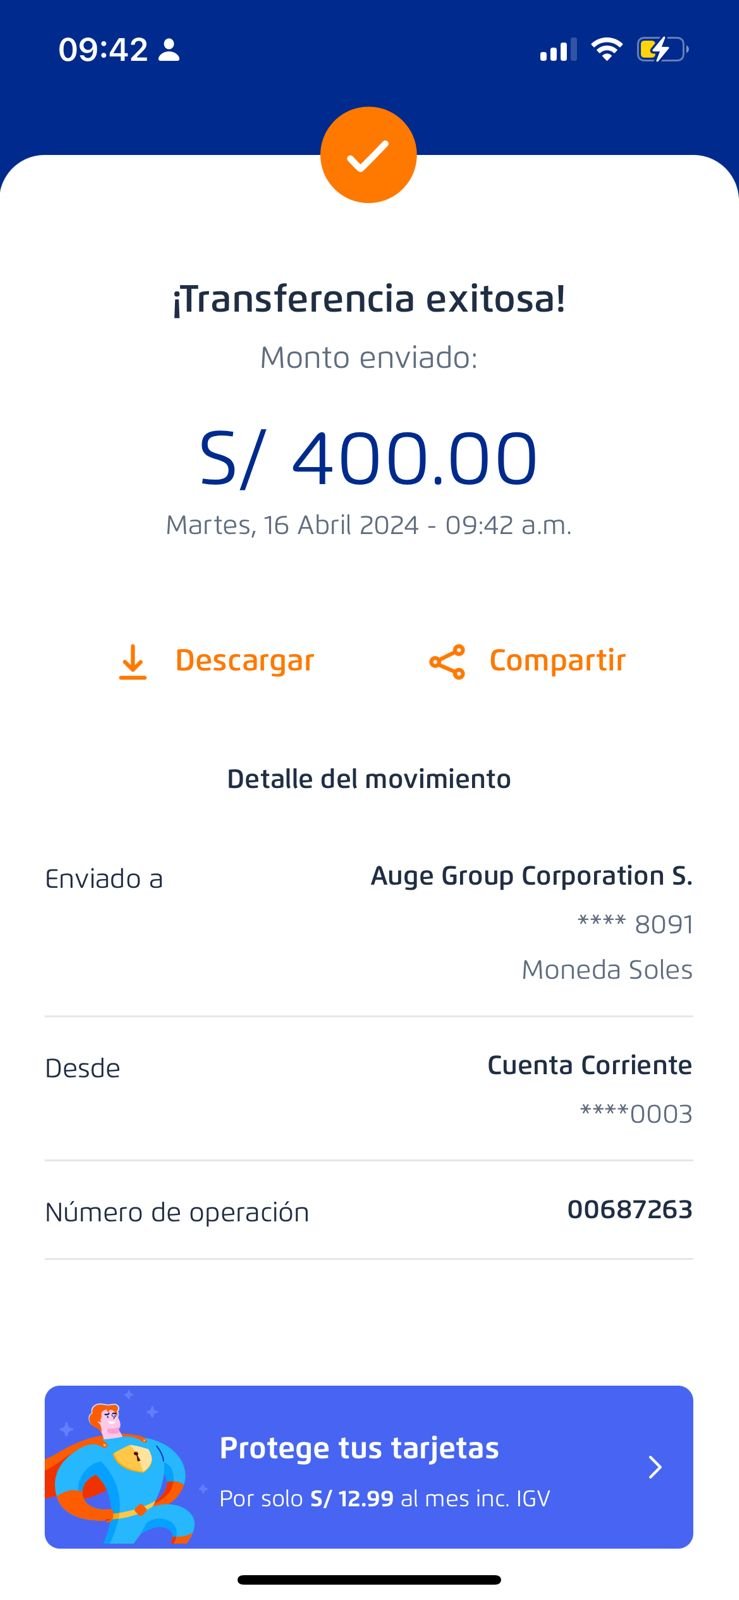 09:42
¡Transferencia exitosa!
Monto enviado:
S/ 400.00
Martes, 16 Abril 2024 - 09:42 a.m.
Descargar
Compartir
Detalle del movimiento
Enviado a
Auge Group Corporation S.
**** 8091
Moneda Soles
Desde
Cuenta Corriente
****0003
Número de operación
00687263
Protege tus tarjetas
Por solo S/ 12.99 al mes inc. IGV